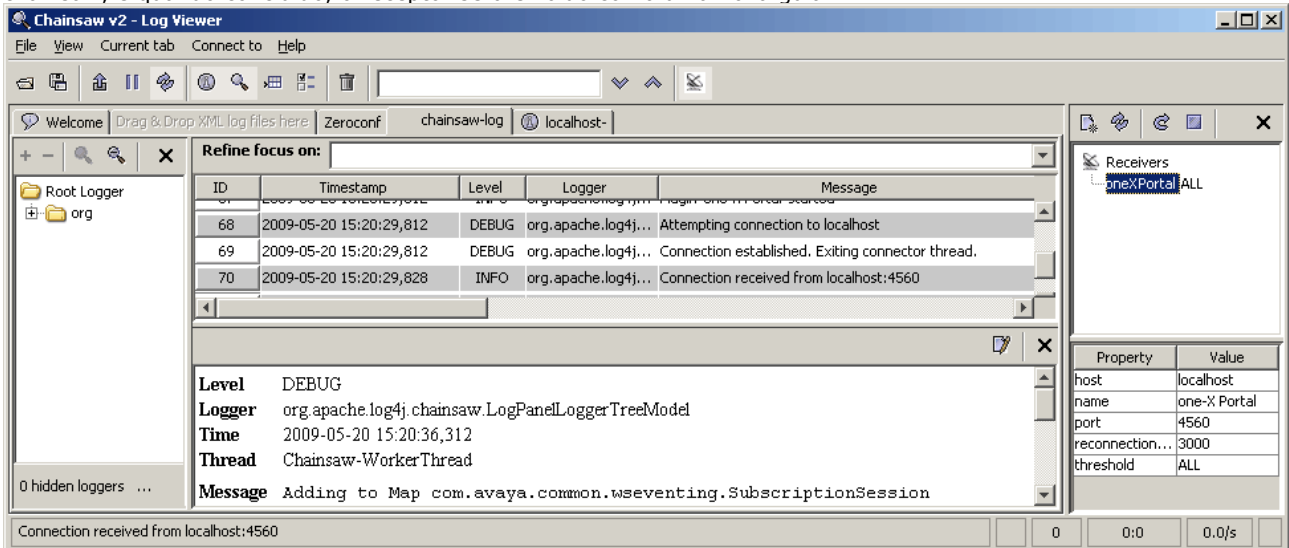 Chainsaw v2 - Log Viewer
File View Current tab Connect to Help
Welcome Drag & Drop XML log files here Zeroconf chainsaw-log localhost-
Refine focus on:
Root Logger
org
0 hidden loggers ...
ID Timestamp Level Logger Message
68 2009-05-20 15:20:29,812 DEBUG org.apache.log4j... Attempting connection to localhost
69 2009-05-20 15:20:29,812 DEBUG org.apache.log4j... Connection established. Exiting connector thread.
70 2009-05-20 15:20:29,828 INFO org.apache.log4j... Connection received from localhost:4560
Level DEBUG
Logger org.apache.log4j.chainsaw.LogPanelLoggerTreeModel
Time 2009-05-20 15:20:36,312
Thread Chainsaw-WorkerThread
Message Adding to Map com.avaya.common.wseventing.SubscriptionSession
Receivers
oneXPortal ALL
Property Value
host localhost
name one-X Portal
port 4560
reconnection... 3000
threshold ALL
Connection received from localhost:4560
0 0:0 0.0/s